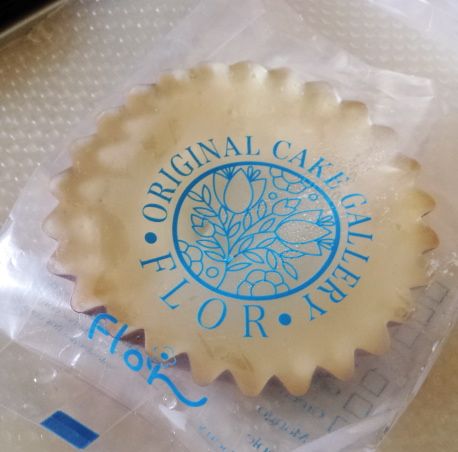 ORIGINAL CAKE GALLERY
• FLOR •
Flor